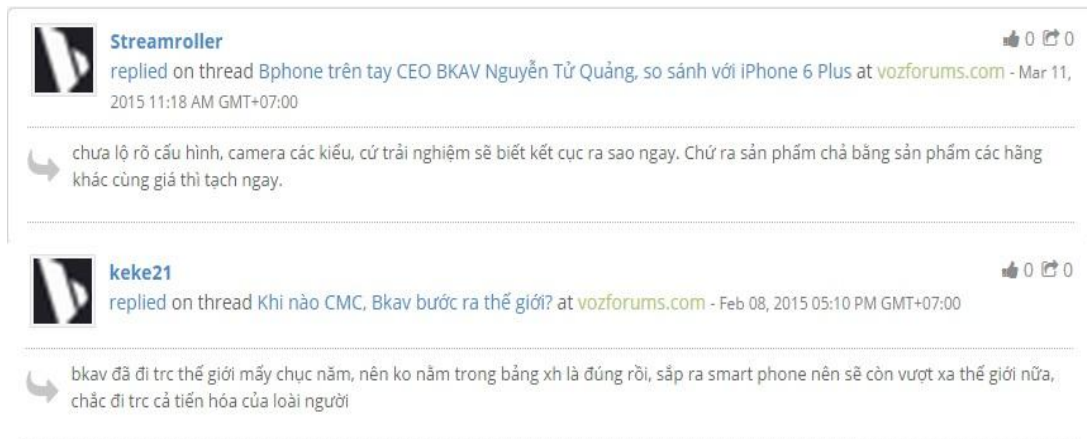 Streamroller 0 0
replied on thread Bphone trên tay CEO BKAV Nguyễn Tử Quảng, so sánh với iPhone 6 Plus at vozforums.com - Mar 11,
2015 11:18 AM GMT+07:00
chưa lộ rõ cấu hình, camera các kiểu, cứ trải nghiệm sẽ biết kết cục ra sao ngay. Chứ ra sản phẩm chả bằng sản phẩm các hãng
khác cùng giá thì tạch ngay.
keke21 0 0
replied on thread Khi nào CMC, Bkav bước ra thế giới? at vozforums.com - Feb 08, 2015 05:10 PM GMT+07:00
bkav đã đi trc thế giới mấy chục năm, nên ko nằm trong bảng xh là đúng rồi, sắp ra smart phone nên sẽ còn vượt xa thế giới nữa,
chắc đi trc cả tiến hóa của loài người